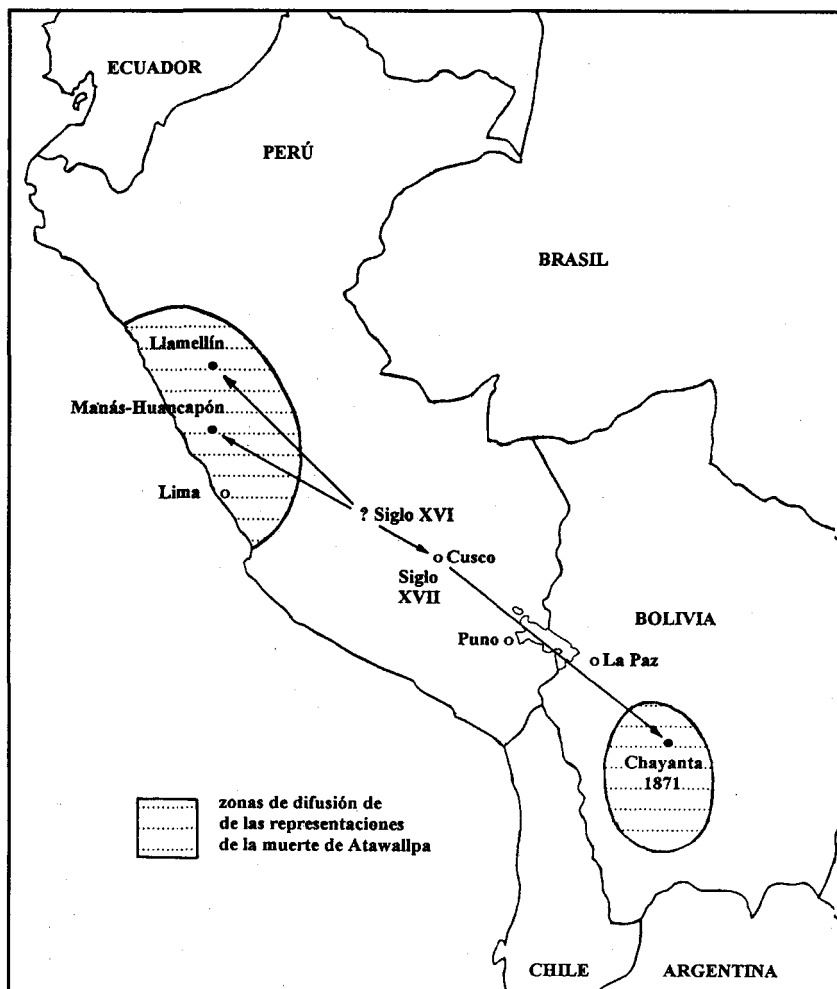 ECUADOR
PERÚ
BRASIL
Llamellín
Manás-Huancapón
Lima
? Siglo XVI
Cusco
Siglo
XVII
BOLIVIA
Puno
La Paz
Chayanta
1871
zonas de difusión de
de las representaciones
de la muerte de Atawallpa
CHILE
ARGENTINA